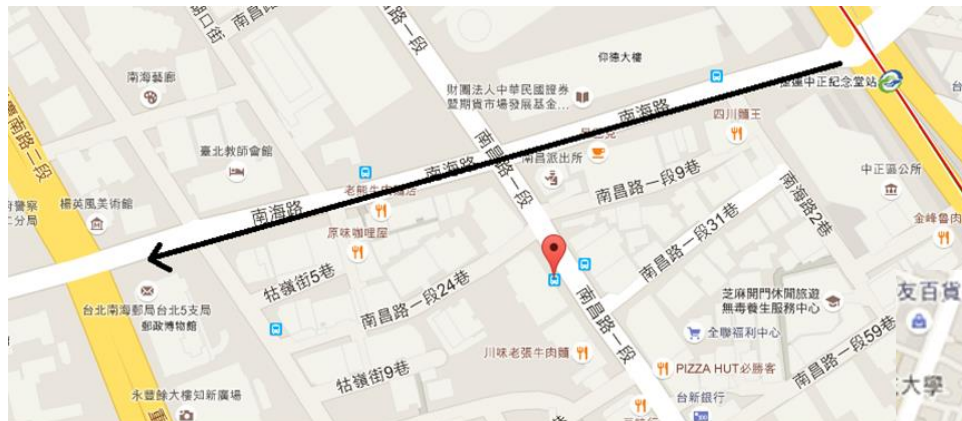 南昌路一段
仰德大樓
南海藝廊
財團法人中華民國證券
暨期貨市場發展基金...
捷運中正紀念堂站
南海路
四川麵王
臺北教師會館
南海路
南昌派出所
南昌路一段9巷
南昌路一段
中正區公所
老熊牛肉麵店
楊英風美術館
南海路
南海路2巷
二分局
原味咖哩屋
南昌路一段31巷
金峰魯肉
牯嶺街5巷
南昌路一段24巷
台北南海郵局台北5支局
郵政博物館
芝麻開門休閒旅遊
無毒養生服務中心
友百貨
全聯福利中心
南昌路一段
南昌路一段59巷
川味老張牛肉麵
牯嶺街9巷
PIZZA HUT必勝客
大學
永豐餘大樓知新廣場
台新銀行